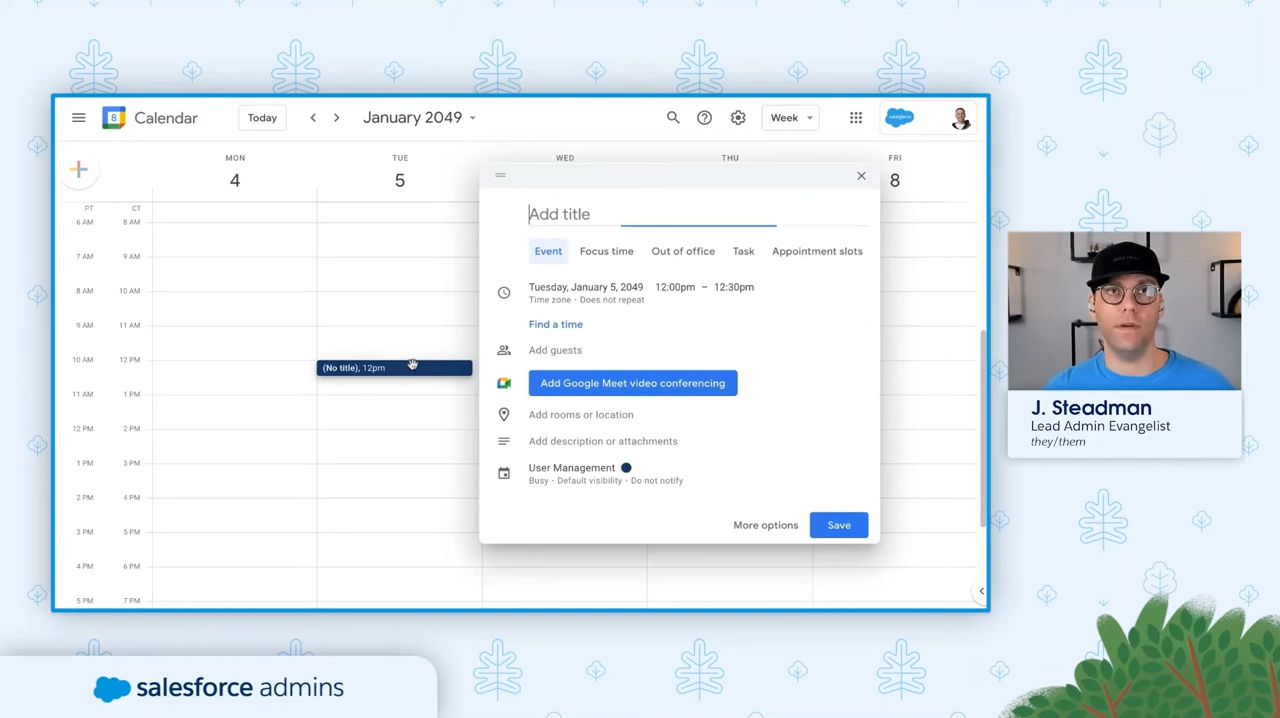 8 Calendar Today January 2049 Week salesforce
MON TUE WED THU FRI
4 5 8
PT CT
6 AM 8 AM
7 AM 9 AM
8 AM 10 AM
9 AM 11 AM
10 AM 12 PM
11 AM 1 PM
12 PM 2 PM
1 PM 3 PM
2 PM 4 PM
3 PM 5 PM
4 PM 6 PM
5 PM 7 PM
(No title), 12pm
Add title
Event Focus time Out of office Task Appointment slots
Tuesday, January 5, 2049 12:00pm – 12:30pm
Time zone · Does not repeat
Find a time
Add guests
Add Google Meet video conferencing
Add rooms or location
Add description or attachments
User Management
Busy · Default visibility · Do not notify
More options Save
J. Steadman
Lead Admin Evangelist
they/them
salesforce admins